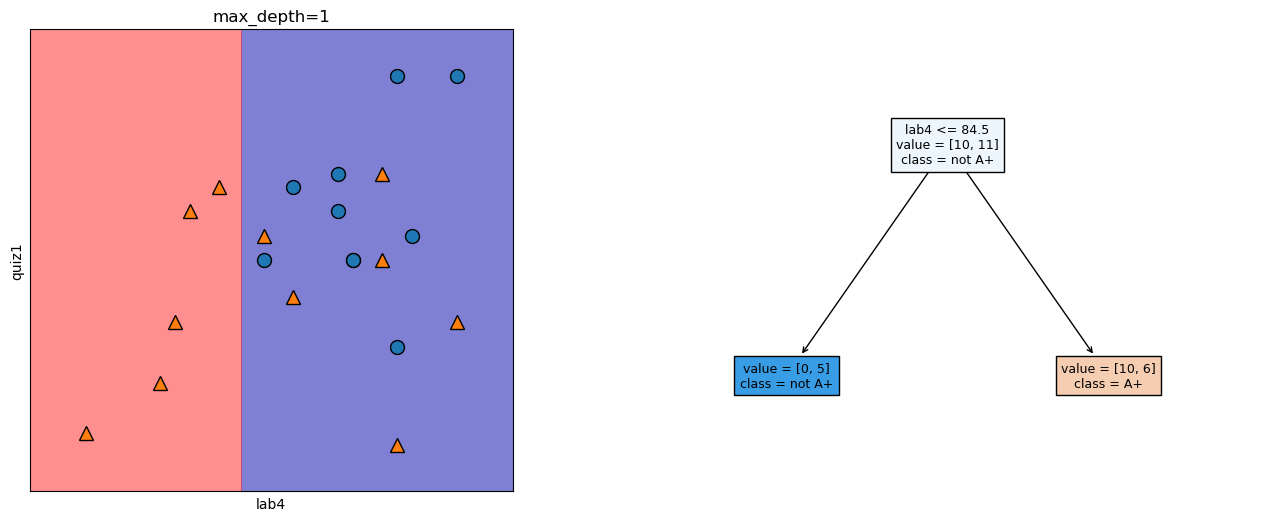 max_depth=1
quiz1
lab4
lab4 <= 84.5
value = [10, 11]
class = not A+
value = [0, 5]
class = not A+
value = [10, 6]
class = A+